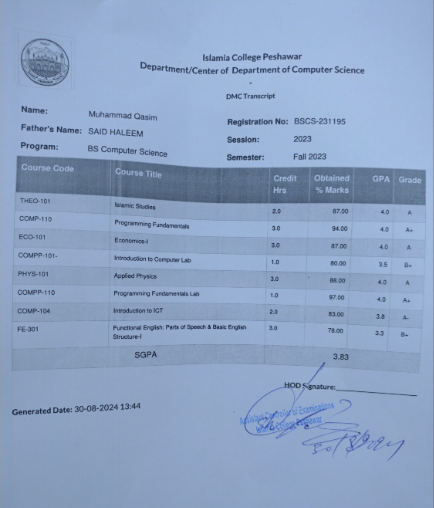 Islamia College Peshawar
Department/Center of Department of Computer Science
-
DMC Transcript
Name: Muhammad Qasim
Registration No: BSCS-231195
Father's Name: SAID HALEEM
Session: 2023
Program: BS Computer Science
Semester: Fall 2023
Course Code Course Title Credit Hrs Obtained % Marks GPA Grade
THEO-101 Islamic Studies 2.0 87.00 4.0 A
COMP-110 Programming Fundamentals 3.0 94.00 4.0 A+
ECO-101 Economics-I 3.0 87.00 4.0 A
COMPP-101- Introduction to Computer Lab 1.0 80.00 3.5 B+
PHYS-101 Applied Physics 3.0 88.00 4.0 A
COMPP-110 Programming Fundamentals Lab 1.0 97.00 4.0 A+
COMP-104 Introduction to ICT 2.0 83.00 3.8 A-
FE-301 Functional English: Parts of Speech & Basic English Structure-I 3.0 78.00 3.3 B+
SGPA 3.83
HOD Signature:
Assistant Controller of Examinations
Islamia College Peshawar
Generated Date: 30-08-2024 13:44